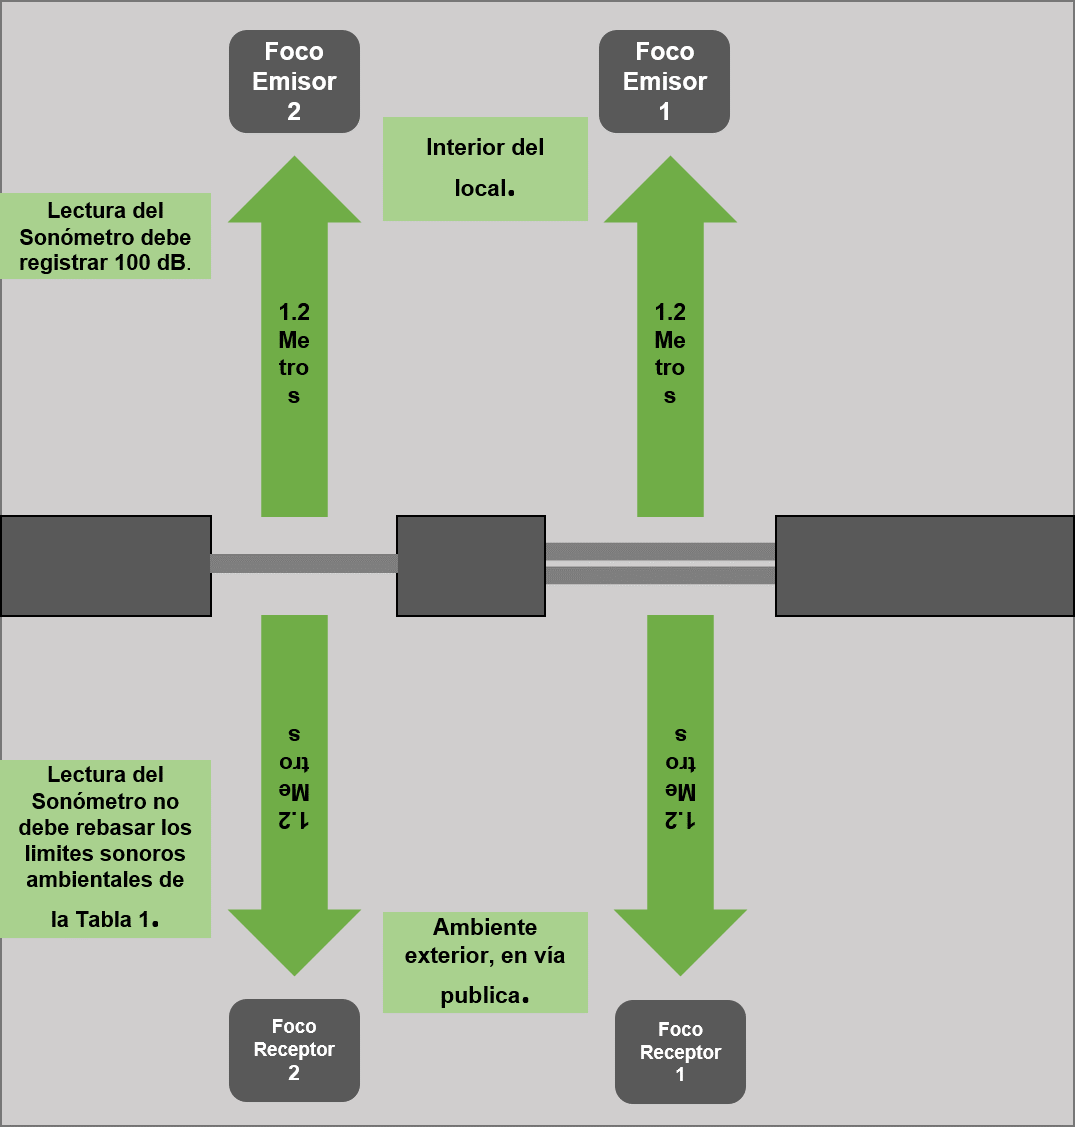 Foco
Emisor
2
Foco
Emisor
1
Interior del
local.
Lectura del
Sonómetro debe
registrar 100 dB.
1.2
Me
tro
s
1.2
Me
tro
s
1.2
Me
tro
s
1.2
Me
tro
s
Lectura del
Sonómetro no
debe rebasar los
limites sonoros
ambientales de
la Tabla 1.
Ambiente
exterior, en vía
publica.
Foco
Receptor
2
Foco
Receptor
1